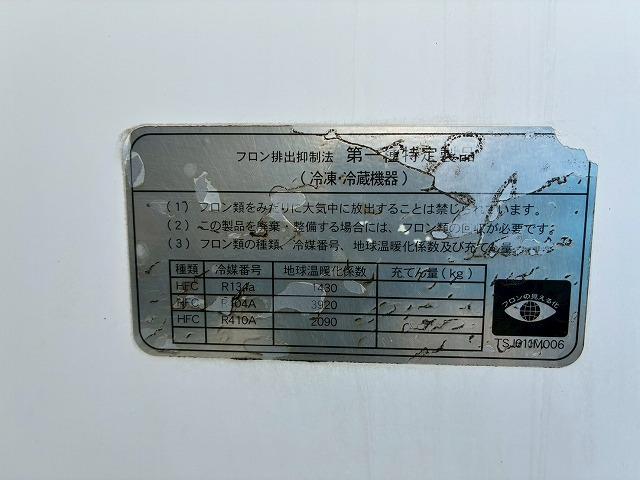 フロン排出抑制法 第一種特定製品
(冷凍・冷蔵機器)
(1) フロン類をみだりに大気中に放出することは禁じられています。
(2) この製品を廃棄・整備する場合には、フロン類の回収が必要です。
(3) フロン類の種類、冷媒番号、地球温暖化係数及び充てん量
種類 冷媒番号 地球温暖化係数 充てん量(kg)
HFC R134a 1430
HFC R404A 3920
HFC R410A 2090
フロンの見える化